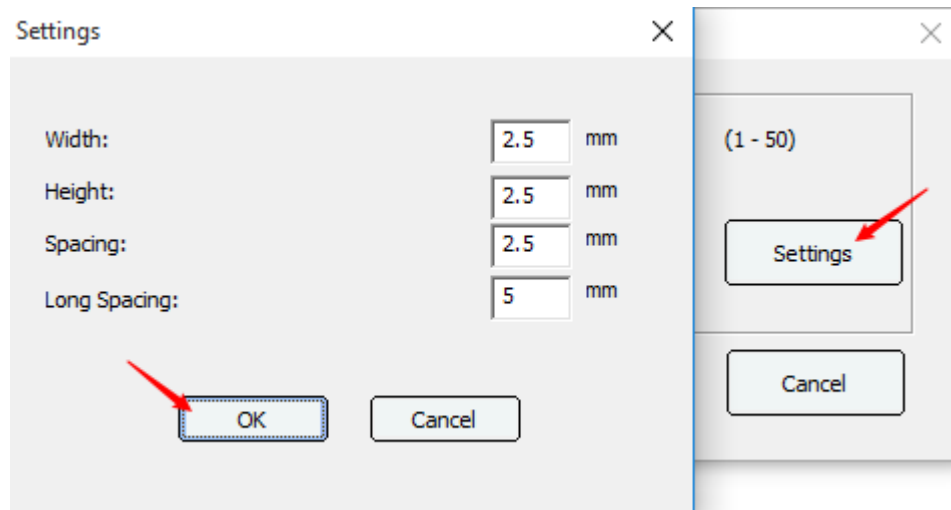 Settings
Width: 2.5 mm
Height: 2.5 mm
Spacing: 2.5 mm
Long Spacing: 5 mm
OK Cancel
(1 - 50)
Settings
Cancel